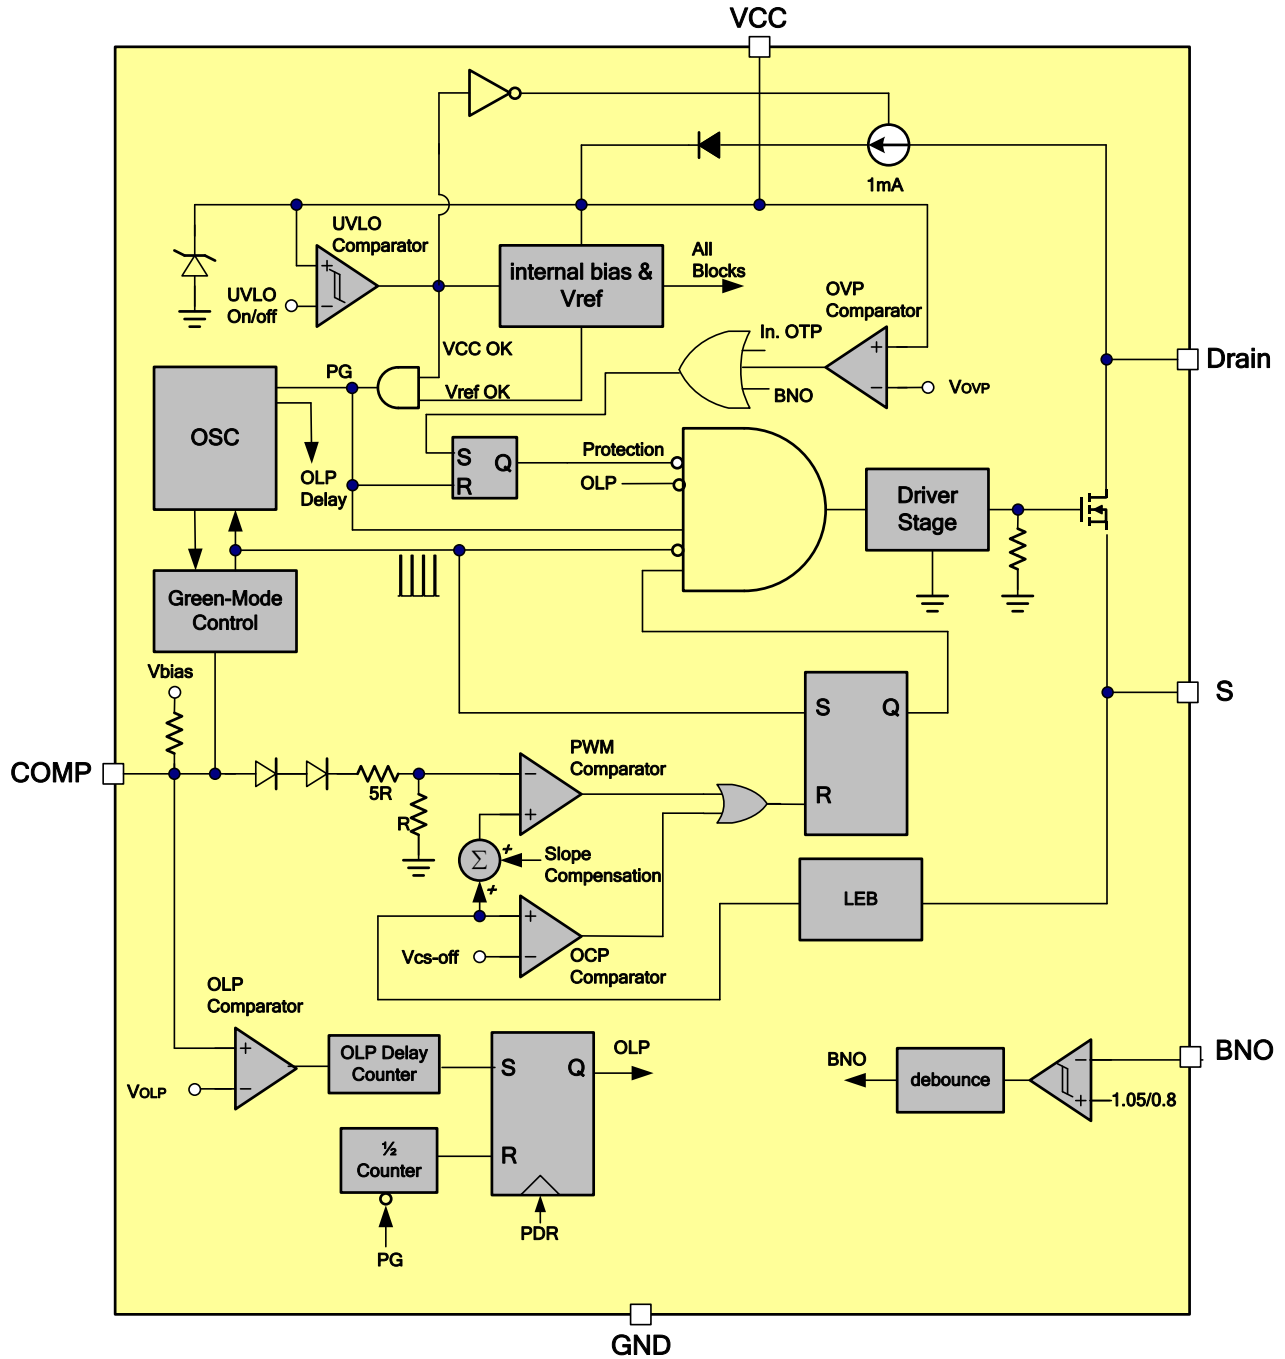 VCC
1mA
UVLO
Comparator
All
Blocks
internal bias &
Vref
UVLO
On/off
+
−
OVP
Comparator
In. OTP
VCC OK
+
−
Drain
PG
Vref OK
BNO
VOVP
OSC
Protection
S
Q
R
OLP
OLP
Delay
Driver
Stage
Green-Mode
Control
Vbias
S
S
Q
PWM
Comparator
COMP
−
5R
R
+
R
Σ
+
Slope
Compensation
+
LEB
+
Vcs-off
−
OCP
Comparator
OLP
Comparator
+
VOLP
−
OLP Delay
Counter
S
Q
OLP
BNO
debounce
−
+
1.05/0.8
BNO
½
Counter
R
PDR
PG
GND